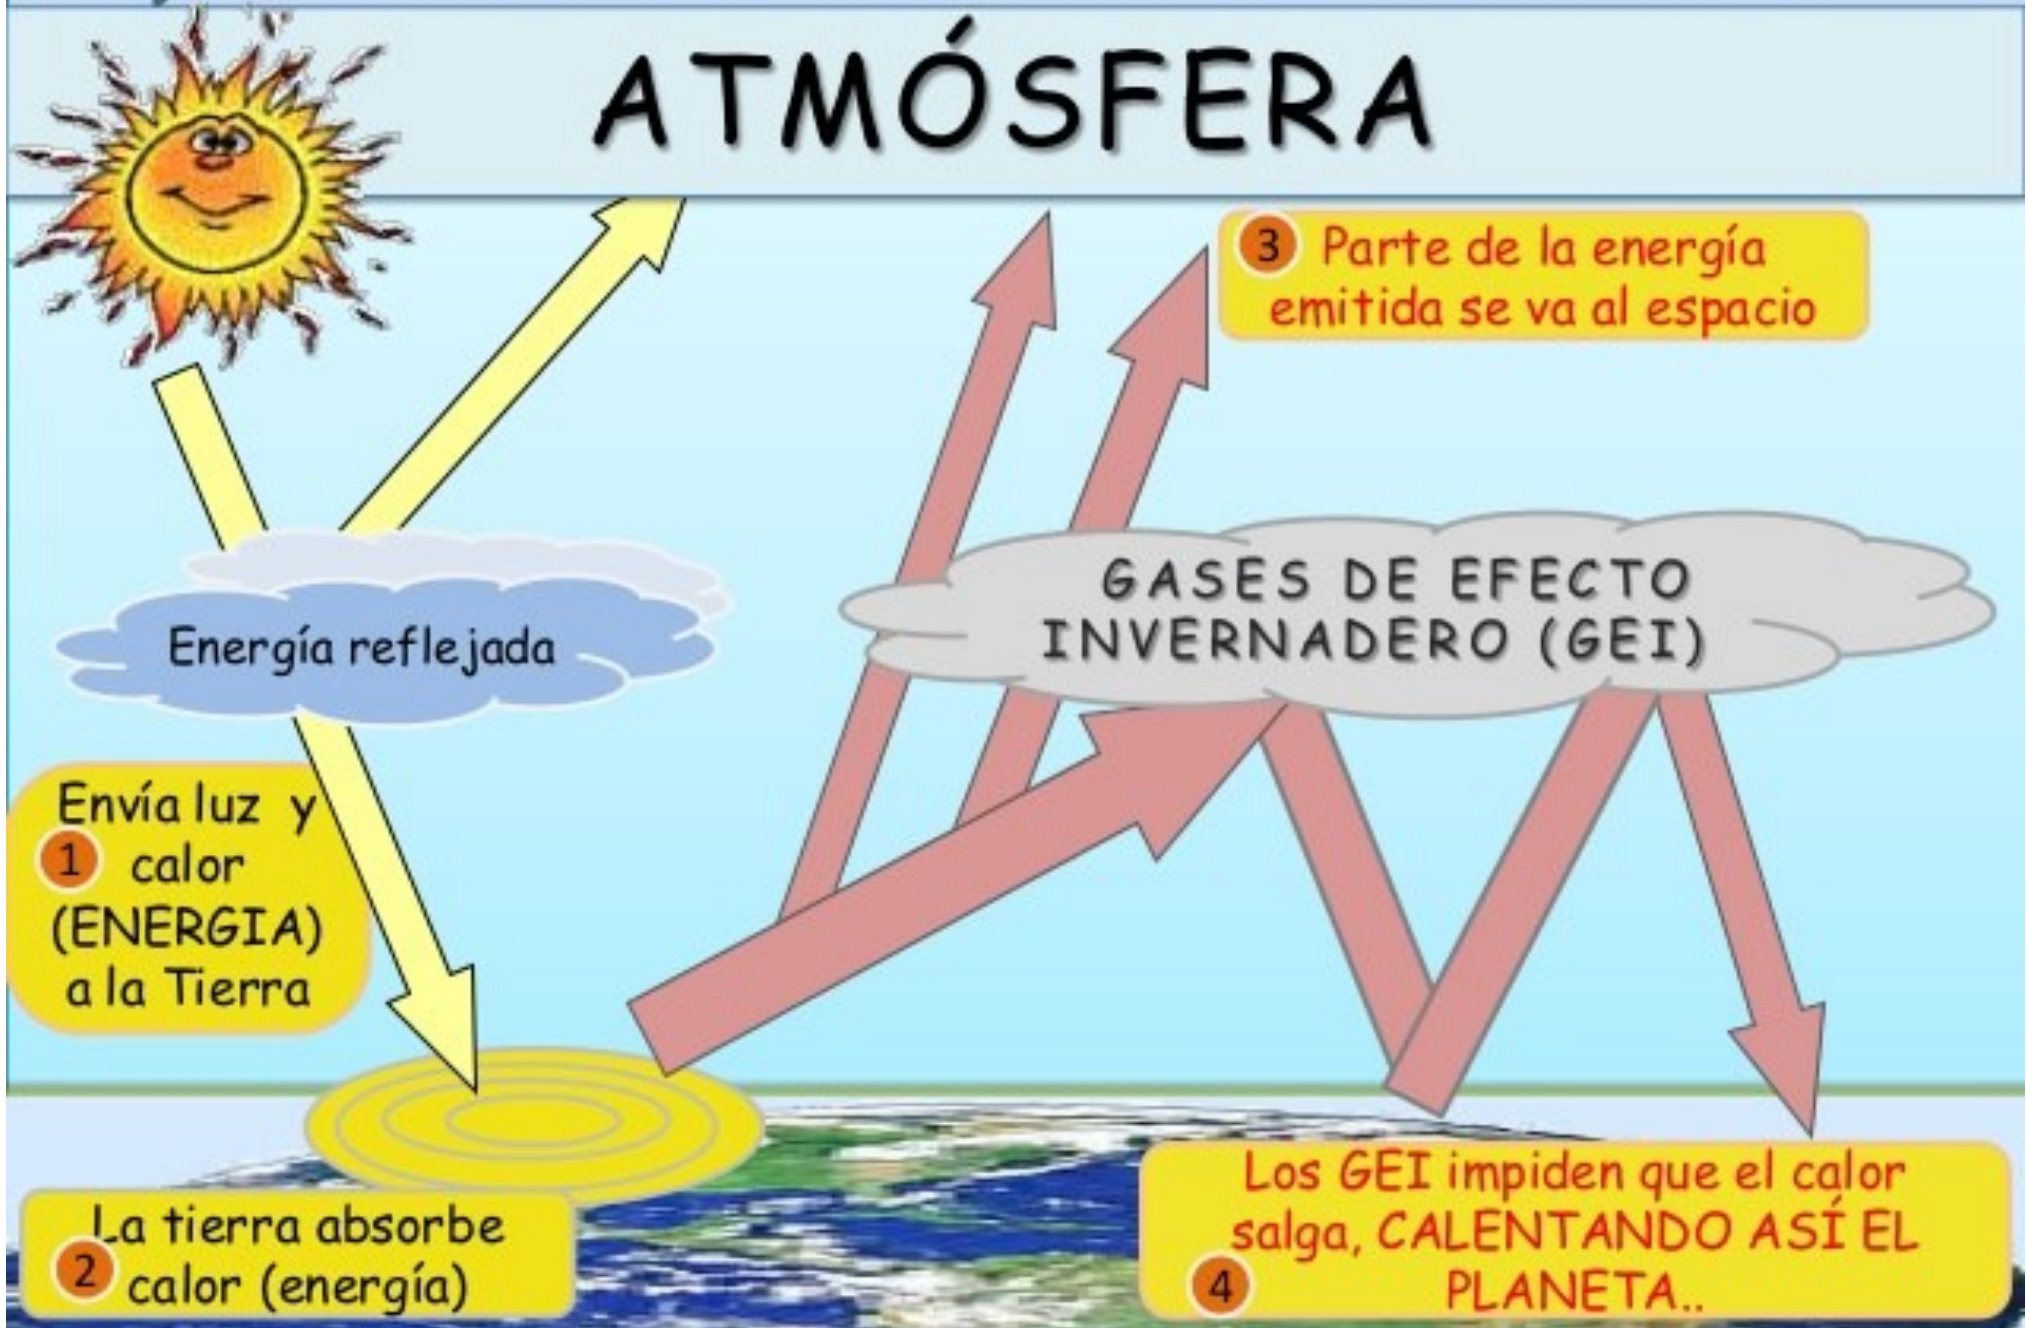 ATMÓSFERA
3 Parte de la energía
emitida se va al espacio
GASES DE EFECTO
INVERNADERO (GEI)
Energía reflejada
Envía luz y
1 calor
(ENERGIA)
a la Tierra
La tierra absorbe
2 calor (energía)
Los GEI impiden que el calor
salga, CALENTANDO ASÍ EL
4 PLANETA..